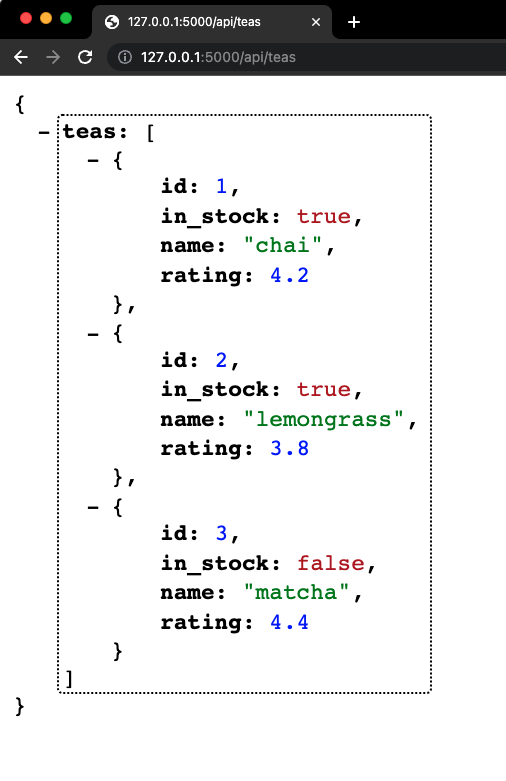 127.0.0.1:5000/api/teas
127.0.0.1:5000/api/teas
{
- teas: [
- {
id: 1,
in_stock: true,
name: "chai",
rating: 4.2
},
- {
id: 2,
in_stock: true,
name: "lemongrass",
rating: 3.8
},
- {
id: 3,
in_stock: false,
name: "matcha",
rating: 4.4
}
]
}